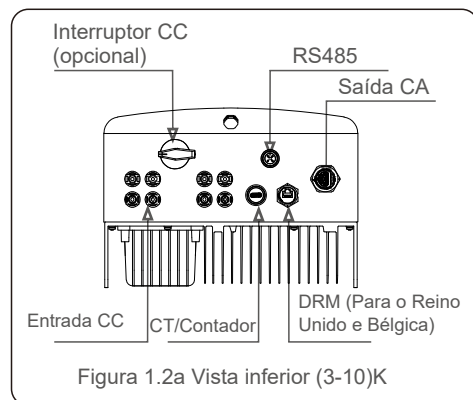 Interruptor CC
(opcional)
RS485
Saída CA
Entrada CC
CT/Contador
DRM (Para o Reino
Unido e Bélgica)
Figura 1.2a Vista inferior (3-10)K